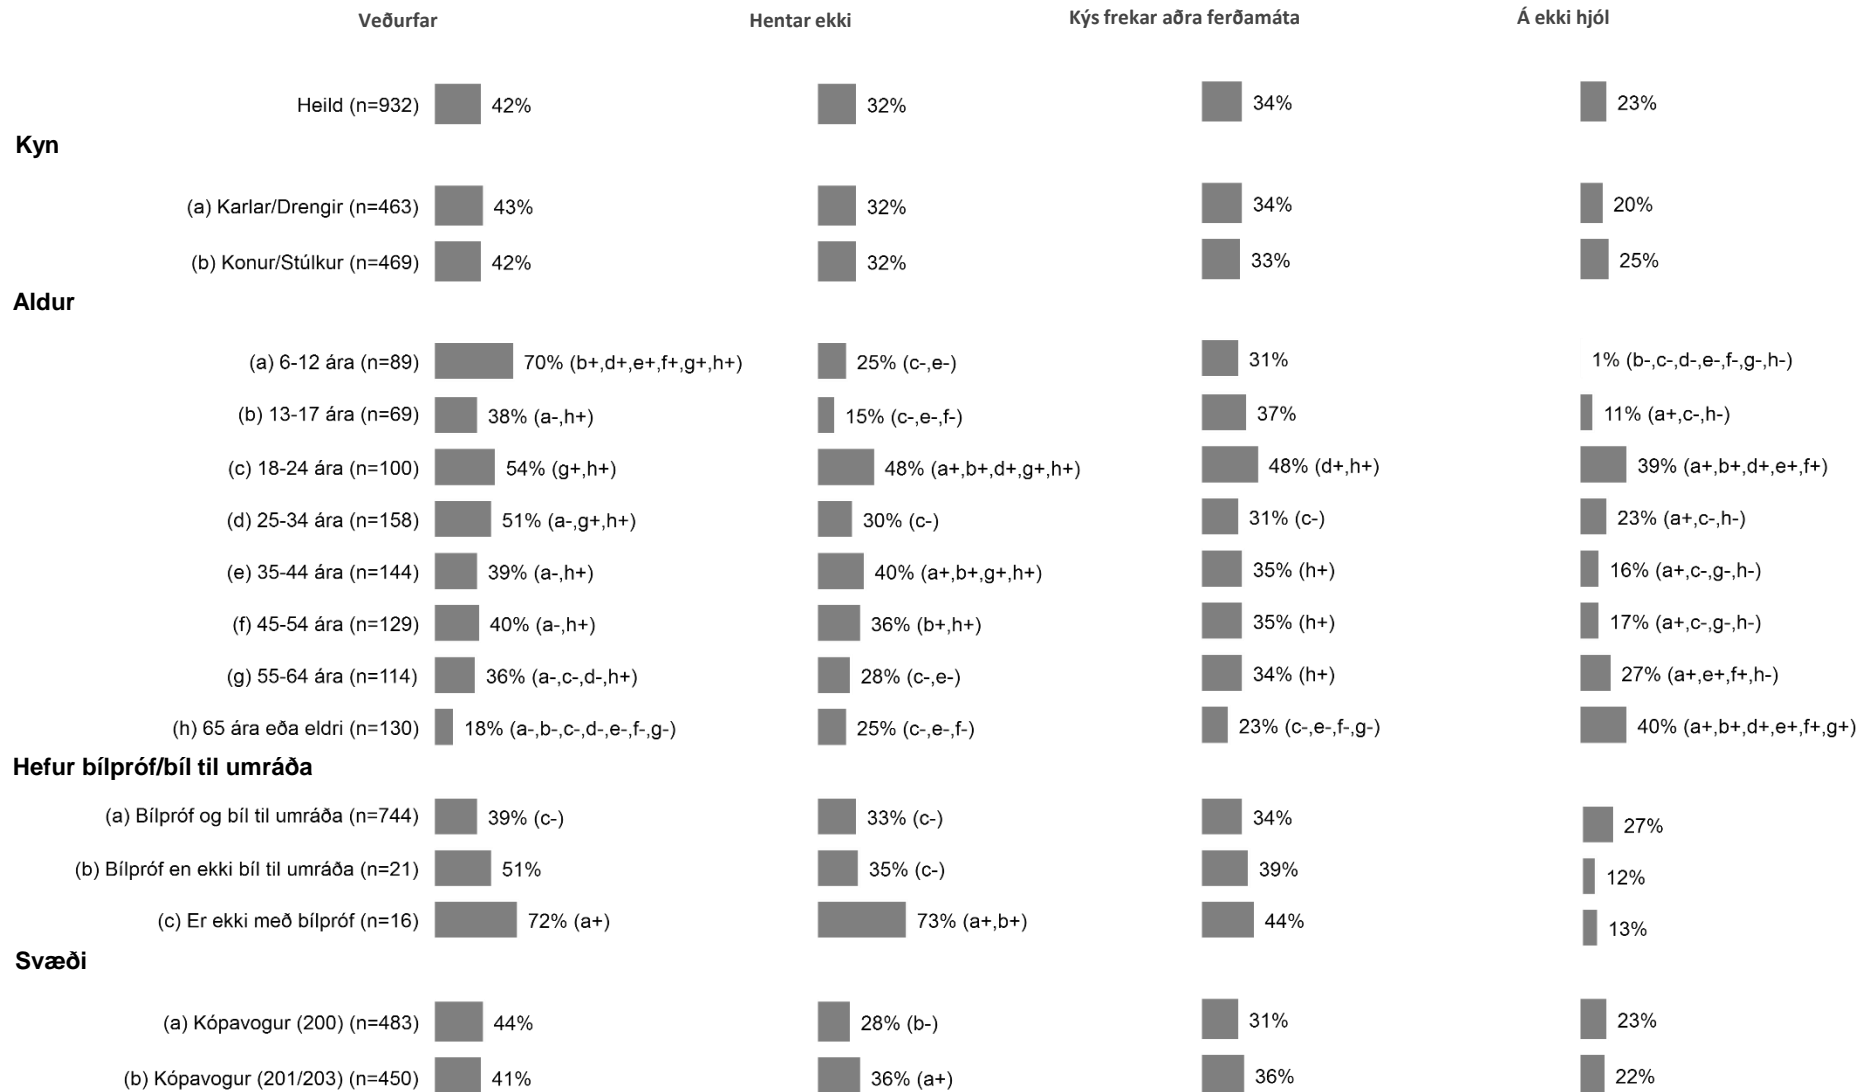 Veðurfar Hentar ekki Kýs frekar aðra ferðamáta Á ekki hjól
Heild (n=932) 42% 32% 34% 23%
Kyn
(a) Karlar/Drengir (n=463) 43% 32% 34% 20%
(b) Konur/Stúlkur (n=469) 42% 32% 33% 25%
Aldur
(a) 6-12 ára (n=89) 70% (b+,d+,e+,f+,g+,h+) 25% (c-,e-) 31% 1% (b-,c-,d-,e-,f-,g-,h-)
(b) 13-17 ára (n=69) 38% (a-,h+) 15% (c-,e-,f-) 37% 11% (a+,c-,h-)
(c) 18-24 ára (n=100) 54% (g+,h+) 48% (a+,b+,d+,g+,h+) 48% (d+,h+) 39% (a+,b+,d+,e+,f+)
(d) 25-34 ára (n=158) 51% (a-,g+,h+) 30% (c-) 31% (c-) 23% (a+,c-,h-)
(e) 35-44 ára (n=144) 39% (a-,h+) 40% (a+,b+,g+,h+) 35% (h+) 16% (a+,c-,g-,h-)
(f) 45-54 ára (n=129) 40% (a-,h+) 36% (b+,h+) 35% (h+) 17% (a+,c-,g-,h-)
(g) 55-64 ára (n=114) 36% (a-,c-,d-,h+) 28% (c-,e-) 34% (h+) 27% (a+,e+,f+,h-)
(h) 65 ára eða eldri (n=130) 18% (a-,b-,c-,d-,e-,f-,g-) 25% (c-,e-,f-) 23% (c-,e-,f-,g-) 40% (a+,b+,d+,e+,f+,g+)
Hefur bílpróf/bíl til umráða
(a) Bílpróf og bíl til umráða (n=744) 39% (c-) 33% (c-) 34% 27%
(b) Bílpróf en ekki bíl til umráða (n=21) 51% 35% (c-) 39% 12%
(c) Er ekki með bílpróf (n=16) 72% (a+) 73% (a+,b+) 44% 13%
Svæði
(a) Kópavogur (200) (n=483) 44% 28% (b-) 31% 23%
(b) Kópavogur (201/203) (n=450) 41% 36% (a+) 36% 22%